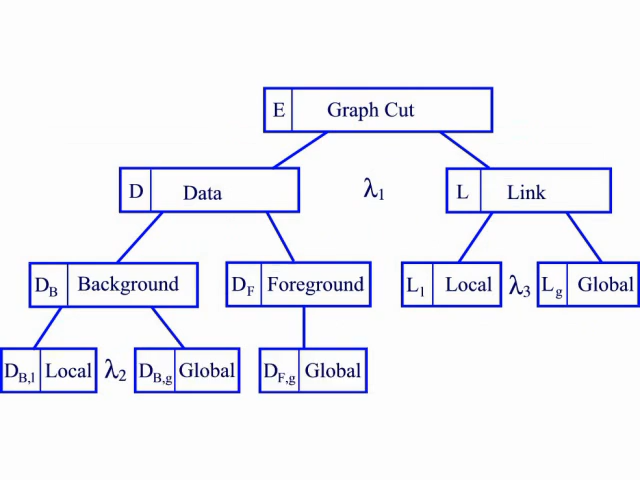 E Graph Cut
D Data λ1 L Link
DB Background DF Foreground Ll Local λ3 Lg Global
DB,l Local λ2 DB,g Global DF,g Global